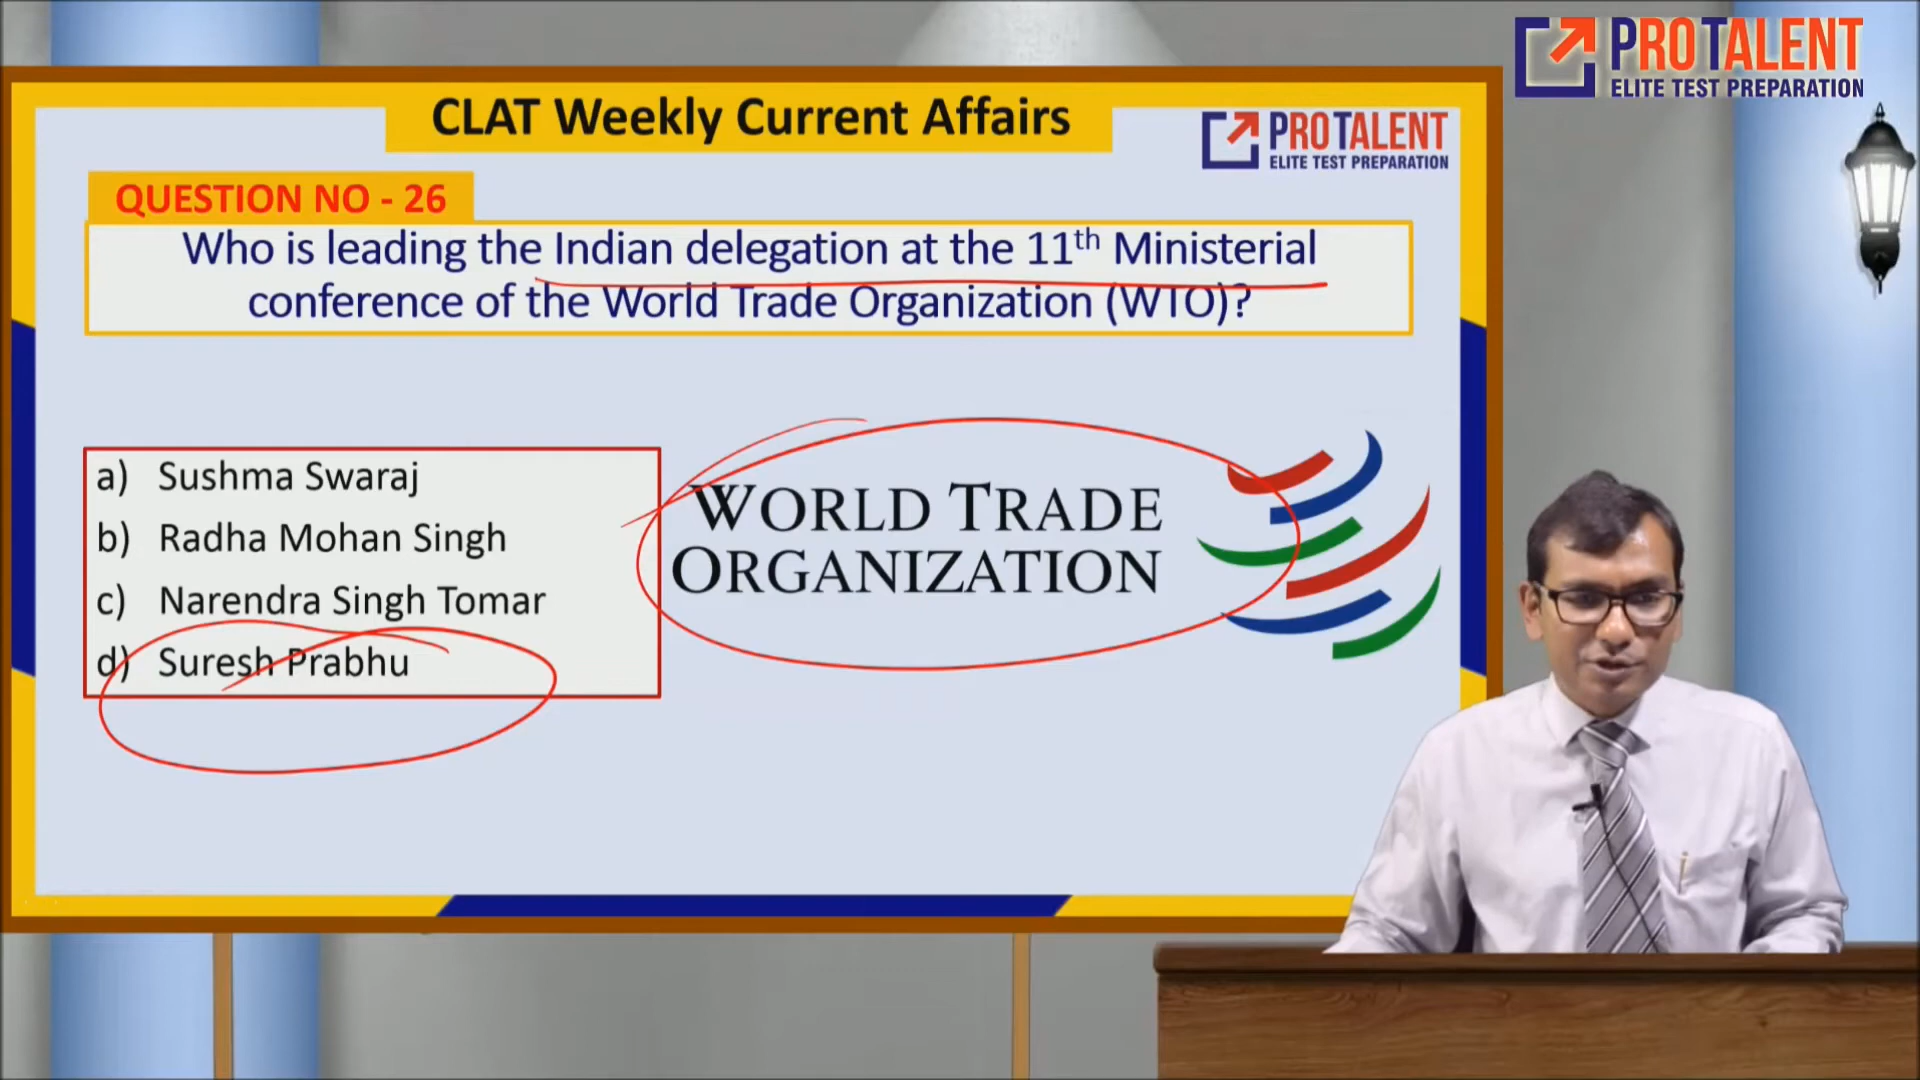 PROTALENT
ELITE TEST PREPARATION
CLAT Weekly Current Affairs
PROTALENT
ELITE TEST PREPARATION
QUESTION NO - 26
Who is leading the Indian delegation at the 11th Ministerial
conference of the World Trade Organization (WTO)?
a) Sushma Swaraj
b) Radha Mohan Singh
c) Narendra Singh Tomar
d) Suresh Prabhu
WORLD TRADE
ORGANIZATION